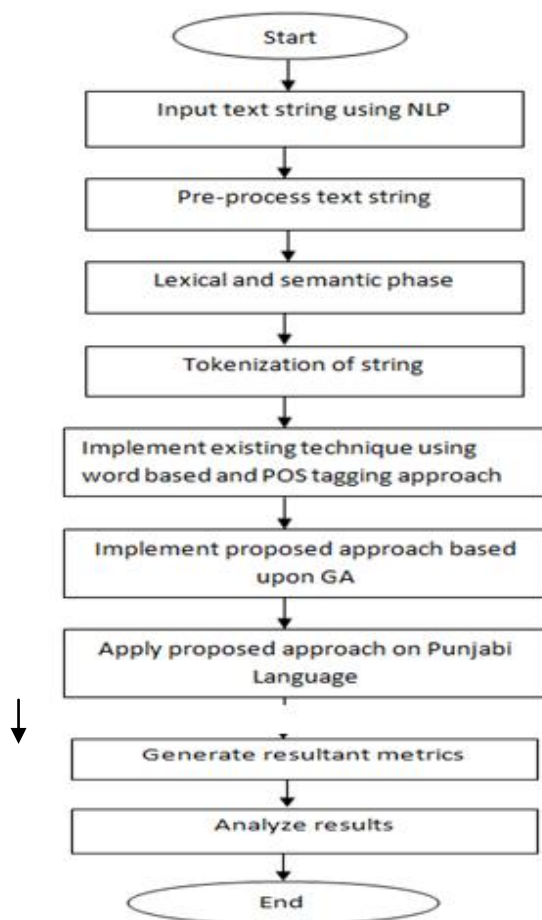 Start
Input text string using NLP
Pre-process text string
Lexical and semantic phase
Tokenization of string
Implement existing technique using
word based and POS tagging approach
Implement proposed approach based
upon GA
Apply proposed approach on Punjabi
Language
Generate resultant metrics
Analyze results
End